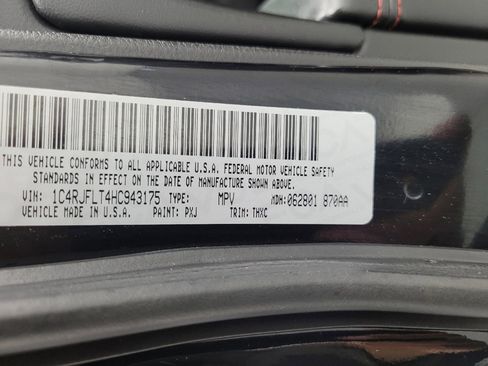 THIS VEHICLE CONFORMS TO ALL APPLICABLE U.S.A. FEDERAL MOTOR VEHICLE SAFETY
STANDARDS IN EFFECT ON THE DATE OF MANUFACTURE SHOWN ABOVE.
VIN: 1C4RJFLT4HC943175 TYPE: MPV MDH: 062801 870AA
VEHICLE MADE IN U.S.A. PAINT: PXJ TRIM: THXC